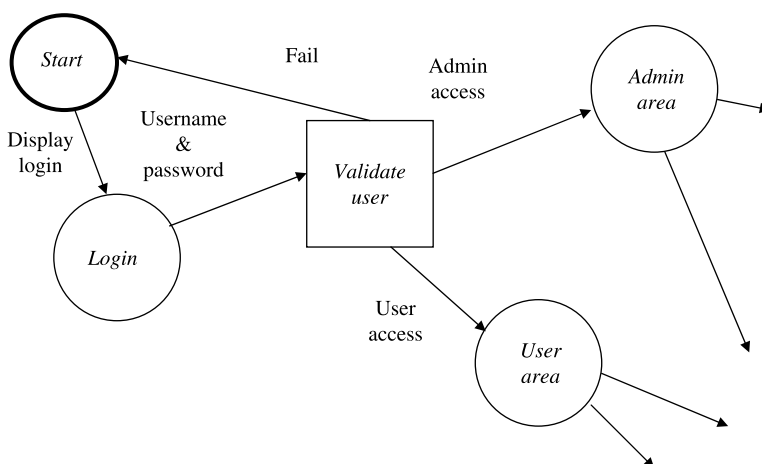 Start
Fail
Admin
access
Admin
area
Display
login
Username
&
password
Validate
user
Login
User
access
User
area